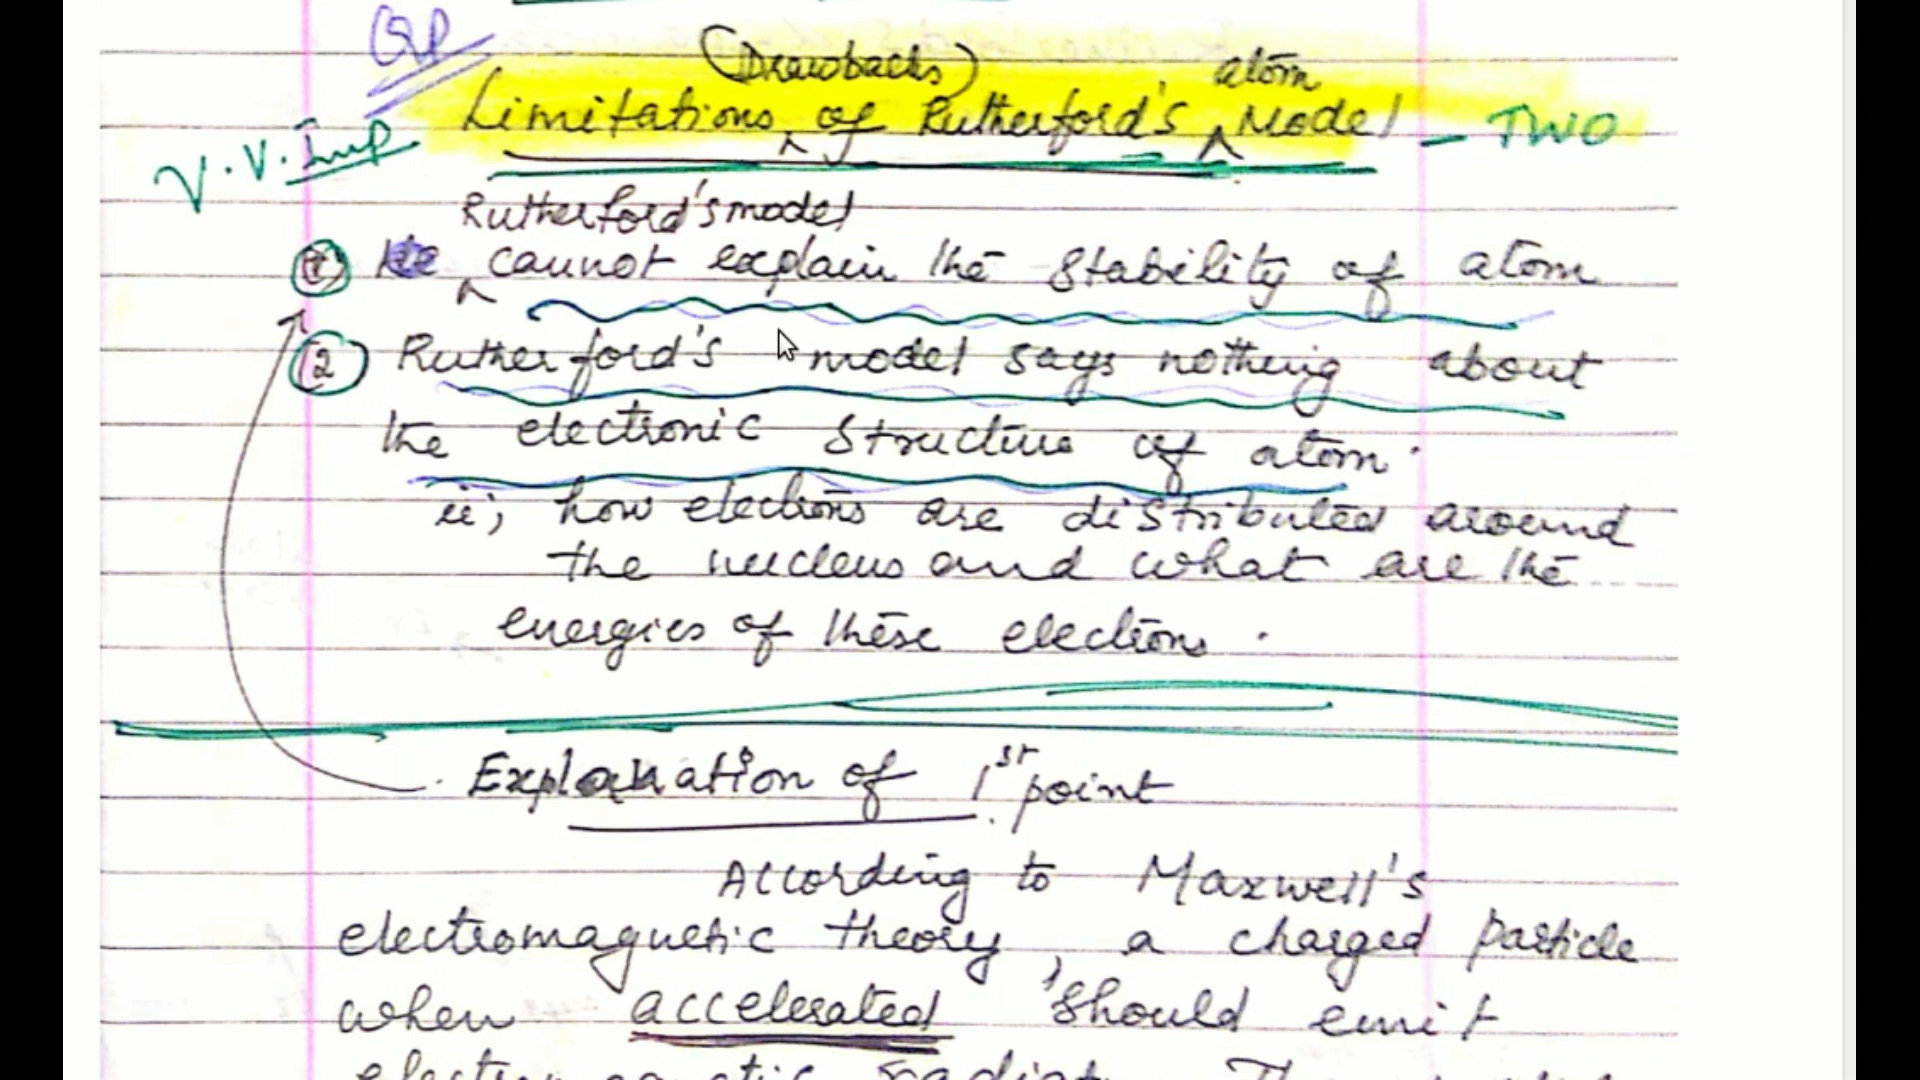 QP
(Drawbacks) atom
Limitations of Rutherford's Model - TWO
V.V.Imp
Rutherford's model
(1) He cannot explain the stability of atom
(2) Rutherford's model says nothing about
the electronic structure of atom.
ie; how electrons are distributed around
the nucleus and what are the
energies of these electrons.
Explanation of 1st point
According to Maxwell's
electromagnetic theory, a charged particle
when accelerated should emit